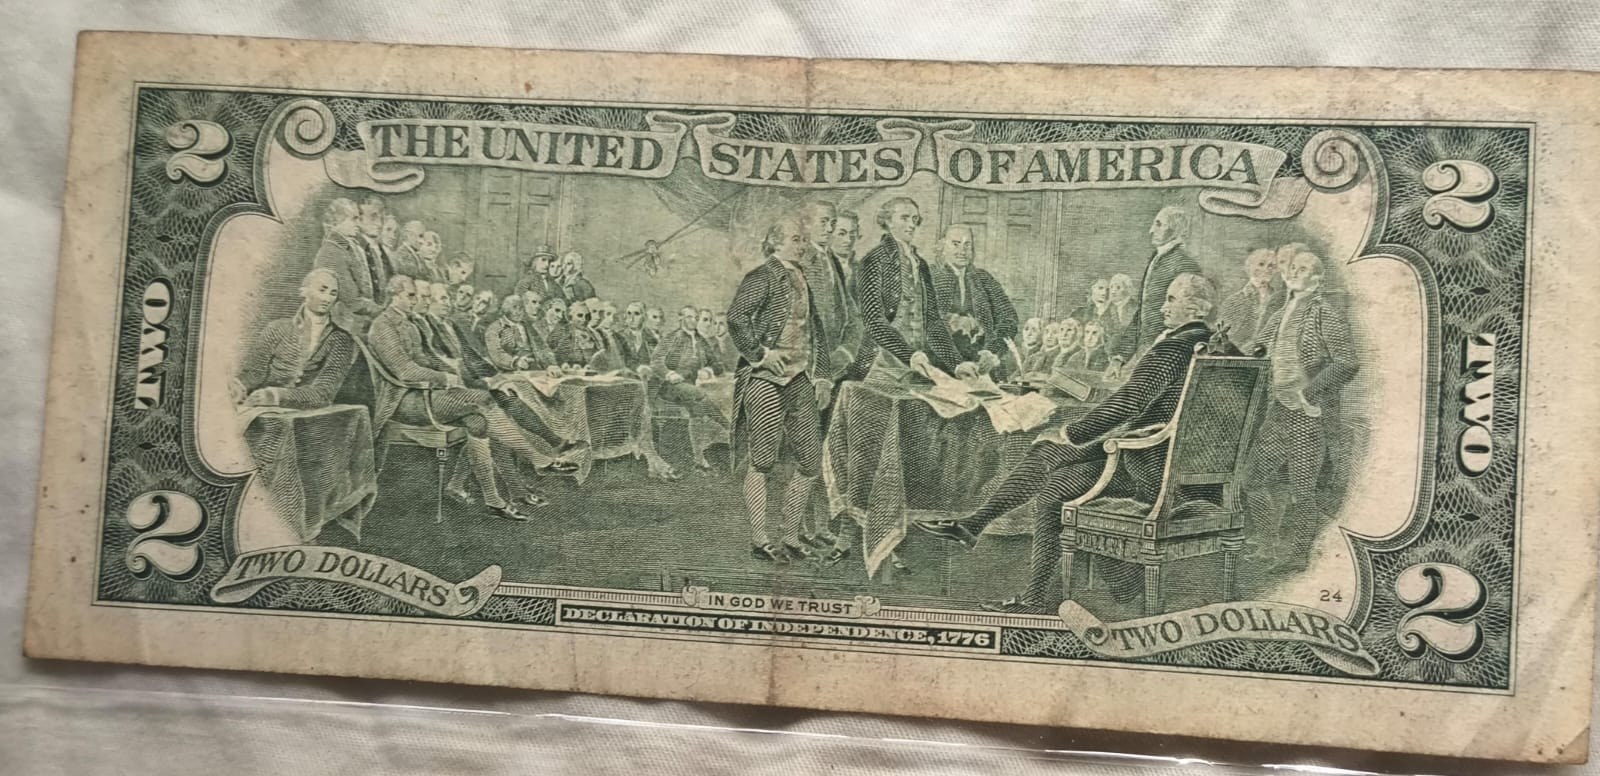 2 THE UNITED STATES OF AMERICA 2
TWO TWO
2 TWO DOLLARS IN GOD WE TRUST 24 2
DECLARATION OF INDEPENDENCE, 1776 TWO DOLLARS